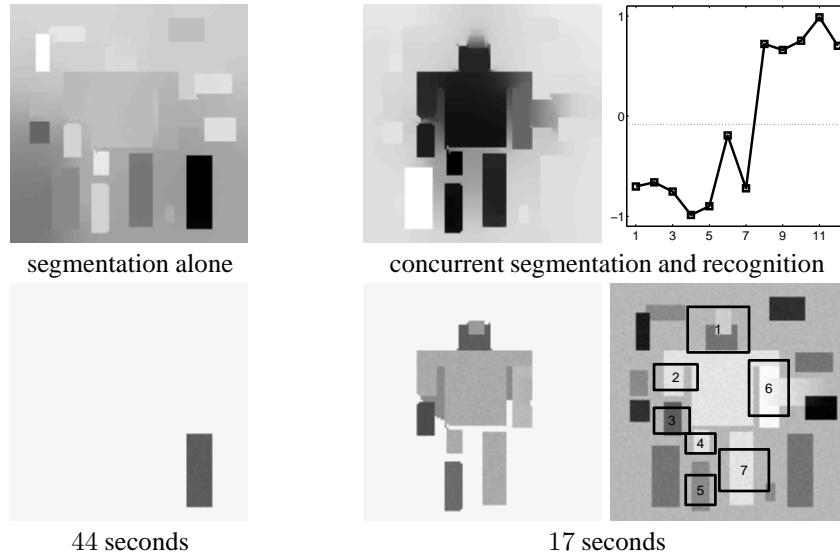 1
0
−1
1 3 5 7 9 11
segmentation alone
concurrent segmentation and recognition
1
2
6
3
4
7
5
44 seconds
17 seconds